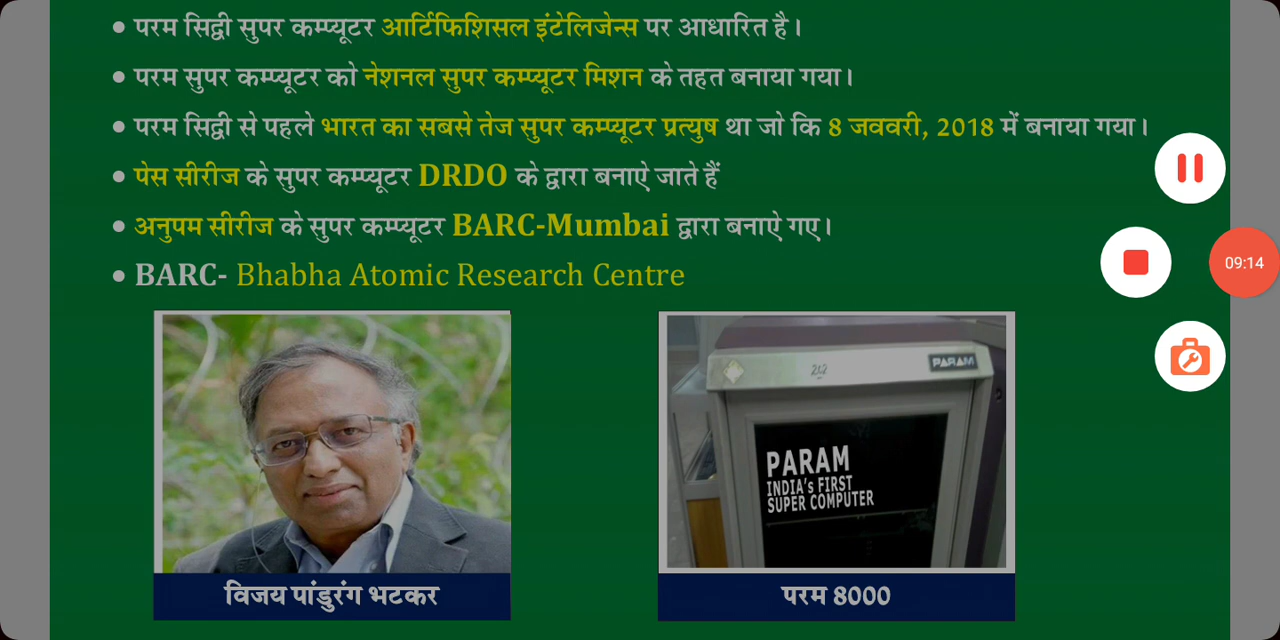 • परम सिद्वी सुपर कम्प्यूटर आर्टिफिशिसल इंटेलिजेन्स पर आधारित है।
• परम सुपर कम्प्यूटर को नेशनल सुपर कम्प्यूटर मिशन के तहत बनाया गया।
• परम सिद्वी से पहले भारत का सबसे तेज सुपर कम्प्यूटर प्रत्युष था जो कि 8 जववरी, 2018 में बनाया गया।
• पेस सीरीज के सुपर कम्प्यूटर DRDO के द्वारा बनाऐ जाते हैं
• अनुपम सीरीज के सुपर कम्प्यूटर BARC-Mumbai द्वारा बनाऐ गए।
• BARC- Bhabha Atomic Research Centre
09:14
212
PARAM
PARAM
INDIA's FIRST
SUPER COMPUTER
विजय पांडुरंग भटकर
परम 8000